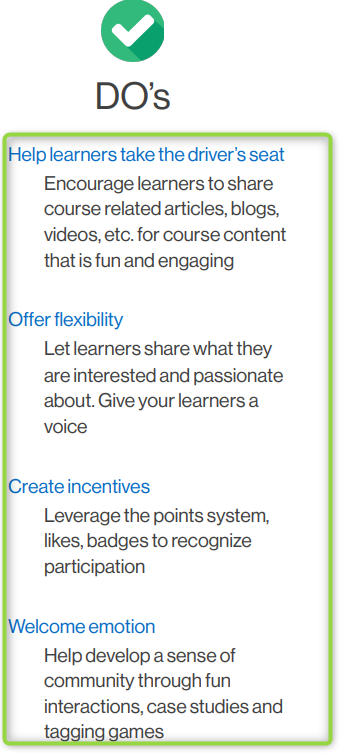 DO’s
Help learners take the driver’s seat
Encourage learners to share
course related articles, blogs,
videos, etc. for course content
that is fun and engaging
Offer flexibility
Let learners share what they
are interested and passionate
about. Give your learners a
voice
Create incentives
Leverage the points system,
likes, badges to recognize
participation
Welcome emotion
Help develop a sense of
community through fun
interactions, case studies and
tagging games